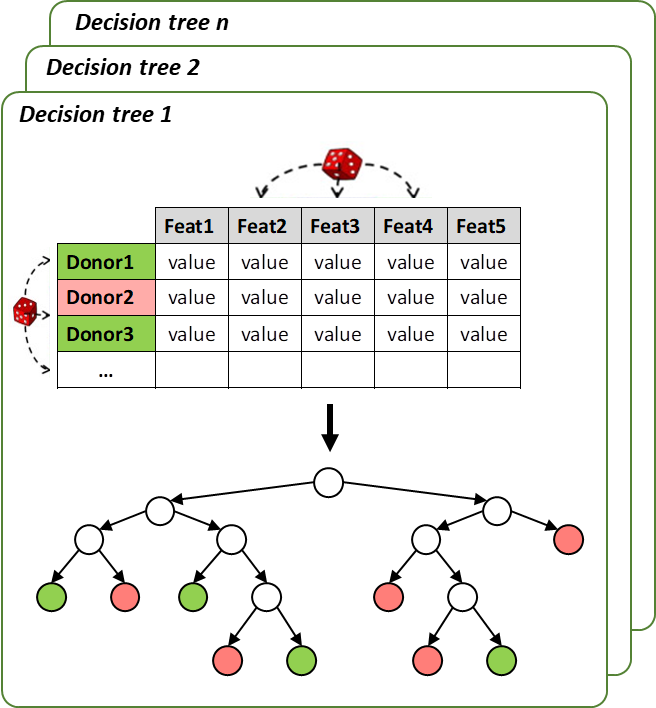 Decision tree n
Decision tree 2
Decision tree 1
Feat1 Feat2 Feat3 Feat4 Feat5
Donor1 value value value value value
Donor2 value value value value value
Donor3 value value value value value
...